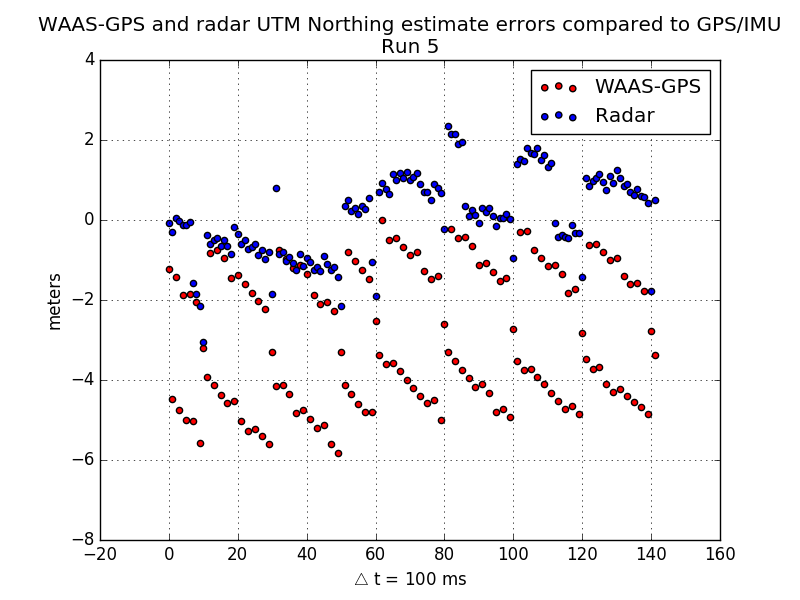 WAAS-GPS and radar UTM Northing estimate errors compared to GPS/IMU
Run 5
WAAS-GPS
Radar
4
2
0
−2
−4
−6
−8
meters
−20 0 20 40 60 80 100 120 140 160
△ t = 100 ms